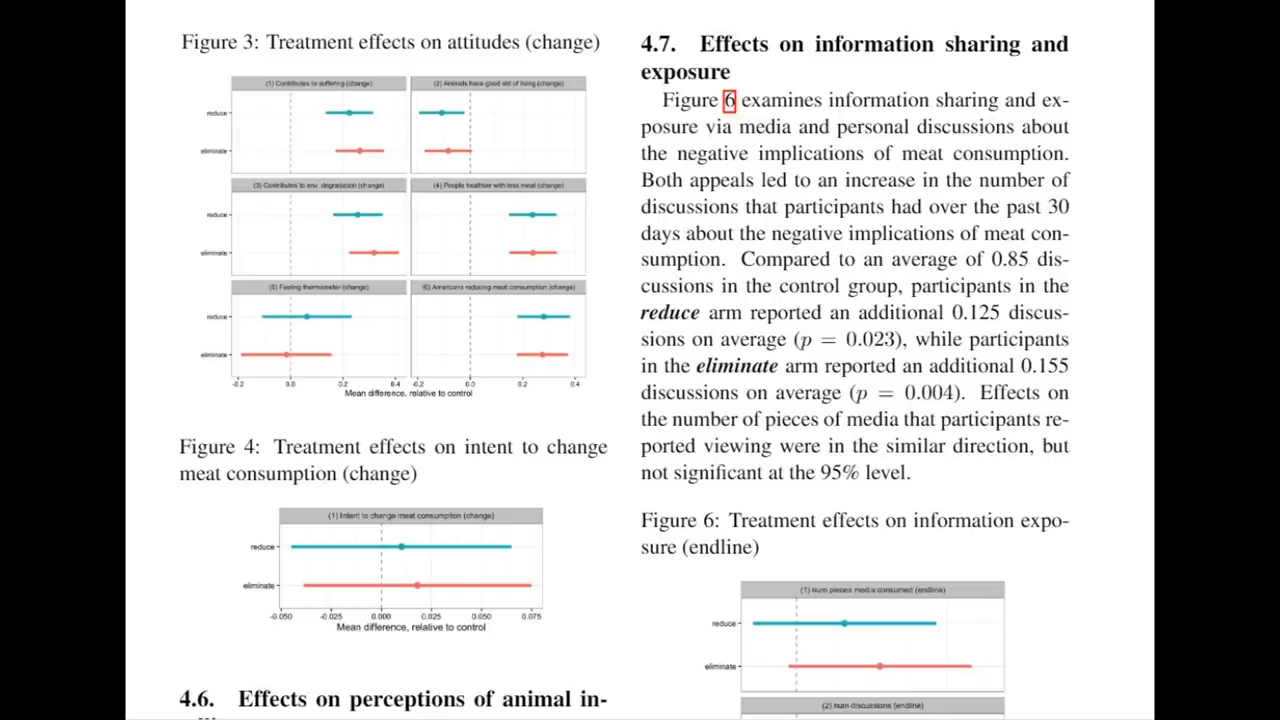 Figure 3: Treatment effects on attitudes (change)
(1) Contributes to suffering (change)
(2) Animals have good std of living (change)
reduce
eliminate
(3) Contributes to env. degradation (change)
(4) People healthier with less meat (change)
reduce
eliminate
(5) Feeling thermometer (change)
(6) Americans reducing meat consumption (change)
reduce
eliminate
-0.2 0.0 0.2 0.4 -0.2 0.0 0.2 0.4
Mean difference, relative to control
Figure 4: Treatment effects on intent to change
meat consumption (change)
(1) Intent to change meat consumption (change)
reduce
eliminate
-0.050 -0.025 0.000 0.025 0.050 0.075
Mean difference, relative to control
4.6. Effects on perceptions of animal in-
4.7. Effects on information sharing and
exposure
Figure 6 examines information sharing and ex-
posure via media and personal discussions about
the negative implications of meat consumption.
Both appeals led to an increase in the number of
discussions that participants had over the past 30
days about the negative implications of meat con-
sumption. Compared to an average of 0.85 dis-
cussions in the control group, participants in the
reduce arm reported an additional 0.125 discus-
sions on average (p = 0.023), while participants
in the eliminate arm reported an additional 0.155
discussions on average (p = 0.004). Effects on
the number of pieces of media that participants re-
ported viewing were in the similar direction, but
not significant at the 95% level.
Figure 6: Treatment effects on information expo-
sure (endline)
(1) num pieces media consumed (endline)
reduce
eliminate
(2) num discussions (endline)